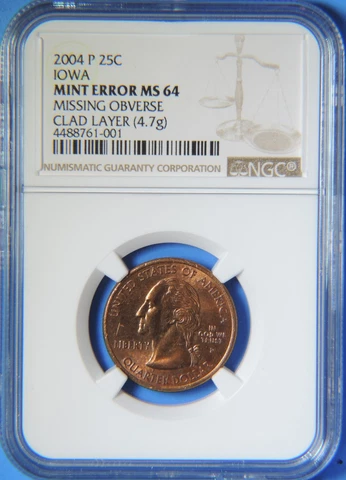 2004 P 25C
IOWA
MINT ERROR MS 64
MISSING OBVERSE
CLAD LAYER (4.7g)
4488761-001
NUMISMATIC GUARANTY CORPORATION
NGC®
UNITED STATES OF AMERICA
LIBERTY
IN
GOD WE
TRUST
P
QUARTER DOLLAR